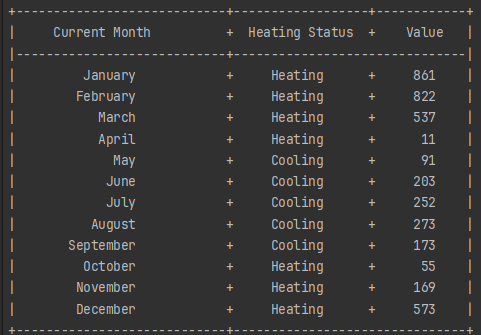 +----------------------------+------------------+------------+
|     Current Month          +  Heating Status  +    Value   |
|----------------------------+-------------------------------|
|         January            +     Heating      +     861    |
|        February            +     Heating      +     822    |
|           March            +     Heating      +     537    |
|           April            +     Heating      +      11    |
|             May            +     Cooling      +      91    |
|            June            +     Cooling      +     203    |
|            July            +     Cooling      +     252    |
|          August            +     Cooling      +     273    |
|       September            +     Cooling      +     173    |
|         October            +     Heating      +      55    |
|        November            +     Heating      +     169    |
|        December            +     Heating      +     573    |
+----------------------------+-------------------------------+